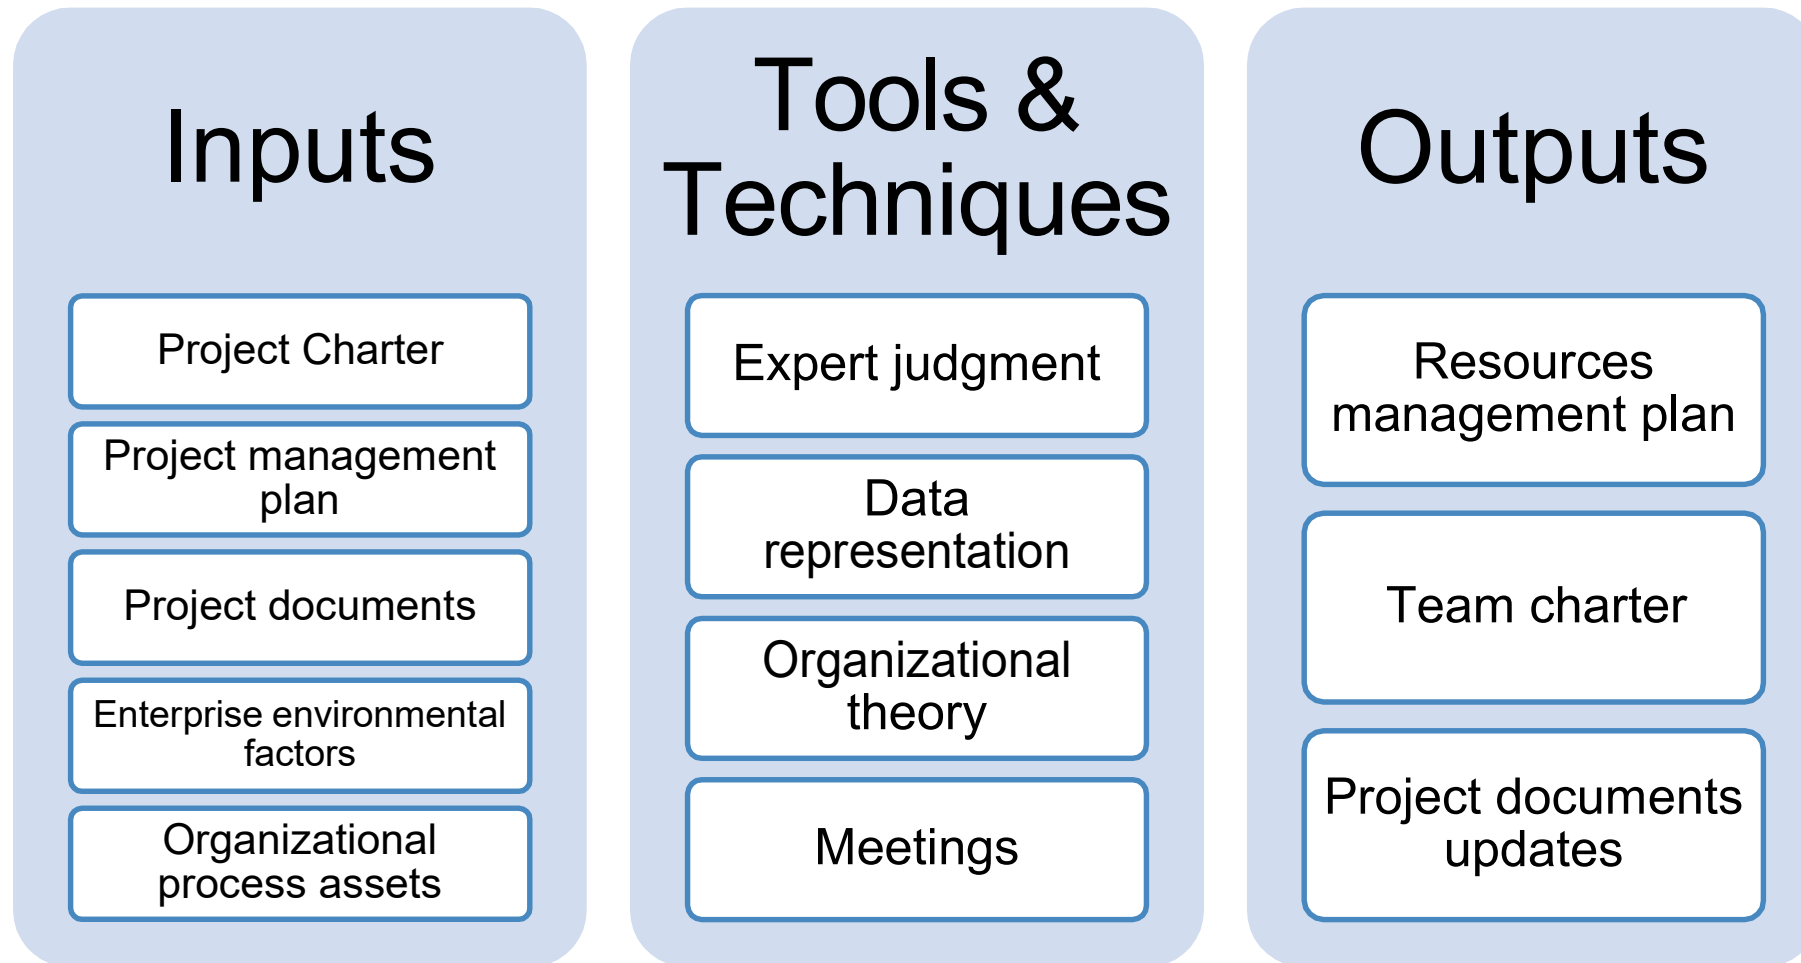 Inputs
Project Charter
Project management
plan
Project documents
Enterprise environmental
factors
Organizational
process assets
Tools &
Techniques
Expert judgment
Data
representation
Organizational
theory
Meetings
Outputs
Resources
management plan
Team charter
Project documents
updates